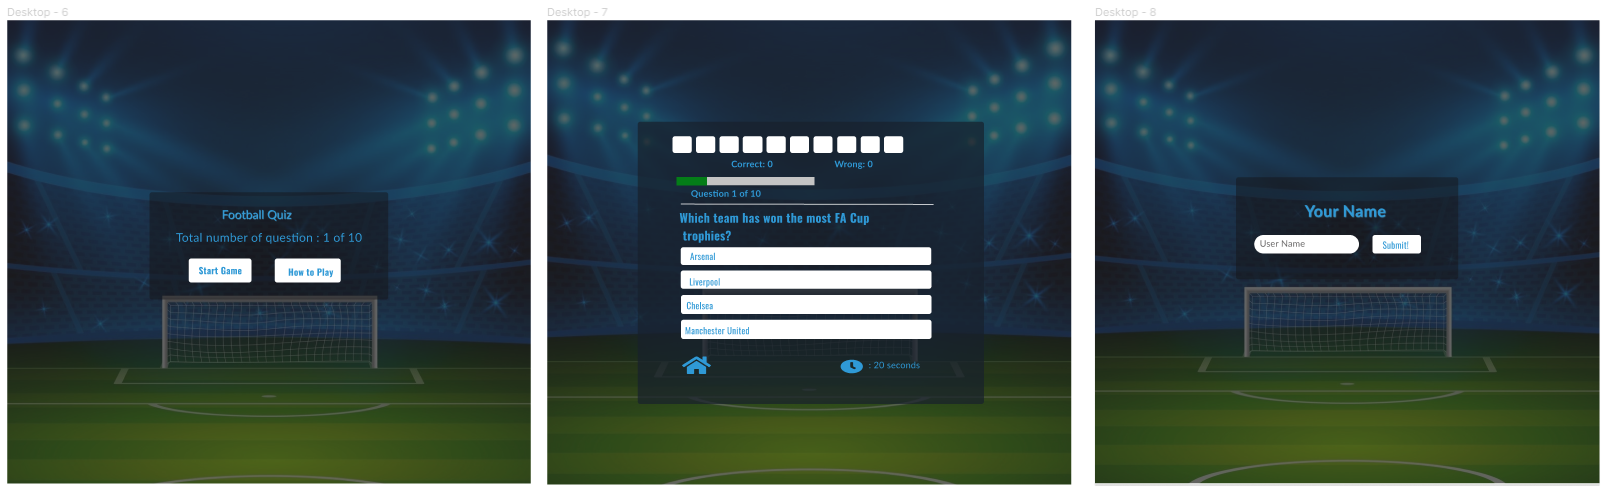 Desktop - 6
Football Quiz
Total number of question : 1 of 10
Start Game
How to Play
Desktop - 7
Correct: 0
Wrong: 0
Question 1 of 10
Which team has won the most FA Cup
trophies?
Arsenal
Liverpool
Chelsea
Manchester United
: 20 seconds
Desktop - 8
Your Name
User Name
Submit!